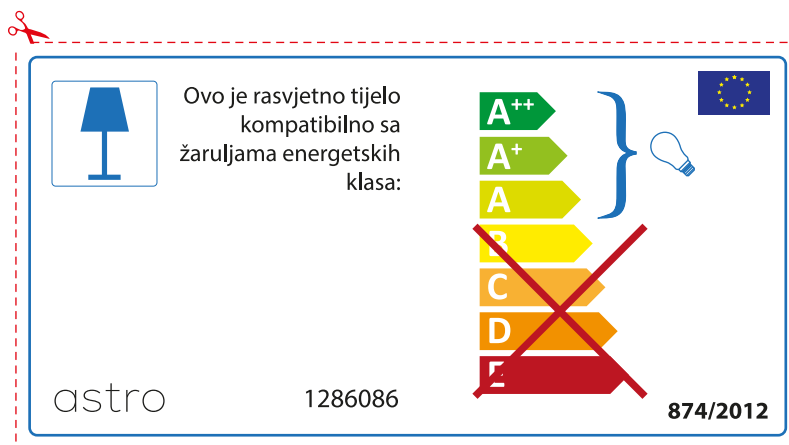 Ovo je rasvjetno tijelo
kompatibilno sa
žaruljama energetskih
klasa:
A++
A+
A
B
C
D
E
astro
1286086
874/2012